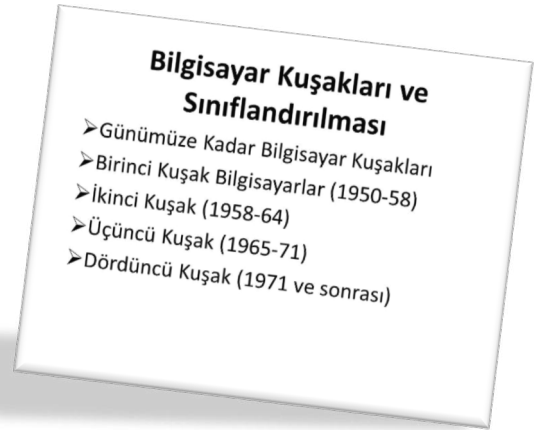 Bilgisayar Kuşakları ve
Sınıflandırılması
➢Günümüze Kadar Bilgisayar Kuşakları
➢Birinci Kuşak Bilgisayarlar (1950-58)
➢İkinci Kuşak (1958-64)
➢Üçüncü Kuşak (1965-71)
➢Dördüncü Kuşak (1971 ve sonrası)